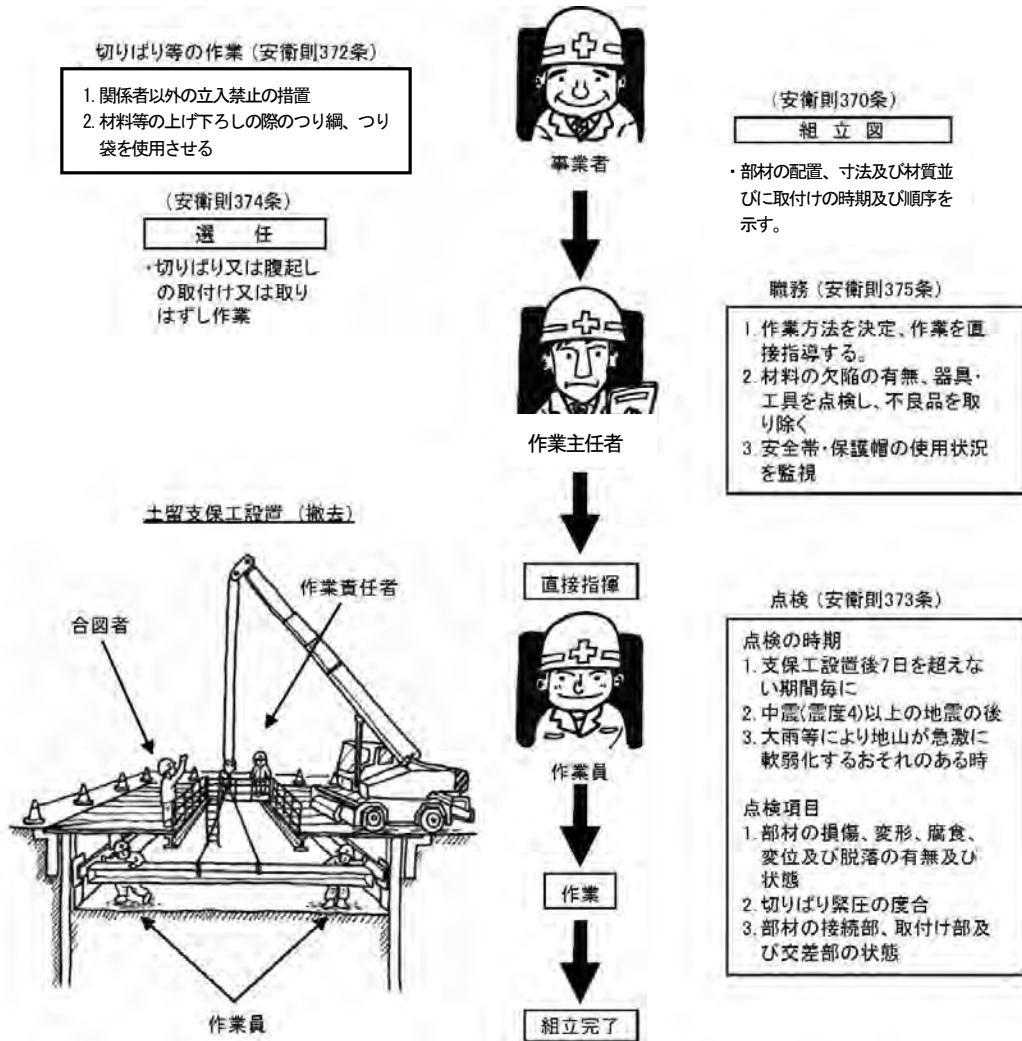 切りばり等の作業（安衛則372条）
1. 関係者以外の立入禁止の措置
2. 材料等の上げ下ろしの際のつり綱、つり
袋を使用させる
（安衛則374条）
選　任
・切りばり又は腹起し
の取付け又は取り
はずし作業
事業者
（安衛則370条）
組 立 図
・部材の配置、寸法及び材質並
びに取付けの時期及び順序を
示す。
作業主任者
職務（安衛則375条）
1. 作業方法を決定、作業を直
接指導する。
2. 材料の欠陥の有無、器具・
工具を点検し、不良品を取
り除く
3. 安全帯・保護帽の使用状況
を監視
直接指揮
土留支保工設置（撤去）
作業責任者
合図者
作業員
作業員
点検（安衛則373条）
点検の時期
1. 支保工設置後7日を超えな
い期間毎に
2. 中震(震度4)以上の地震の後
3. 大雨等により地山が急激に
軟弱化するおそれのある時
点検項目
1. 部材の損傷、変形、腐食、
変位及び脱落の有無及び
状態
2. 切りばり緊圧の度合
3. 部材の接続部、取付け部及
び交差部の状態
作業
組立完了